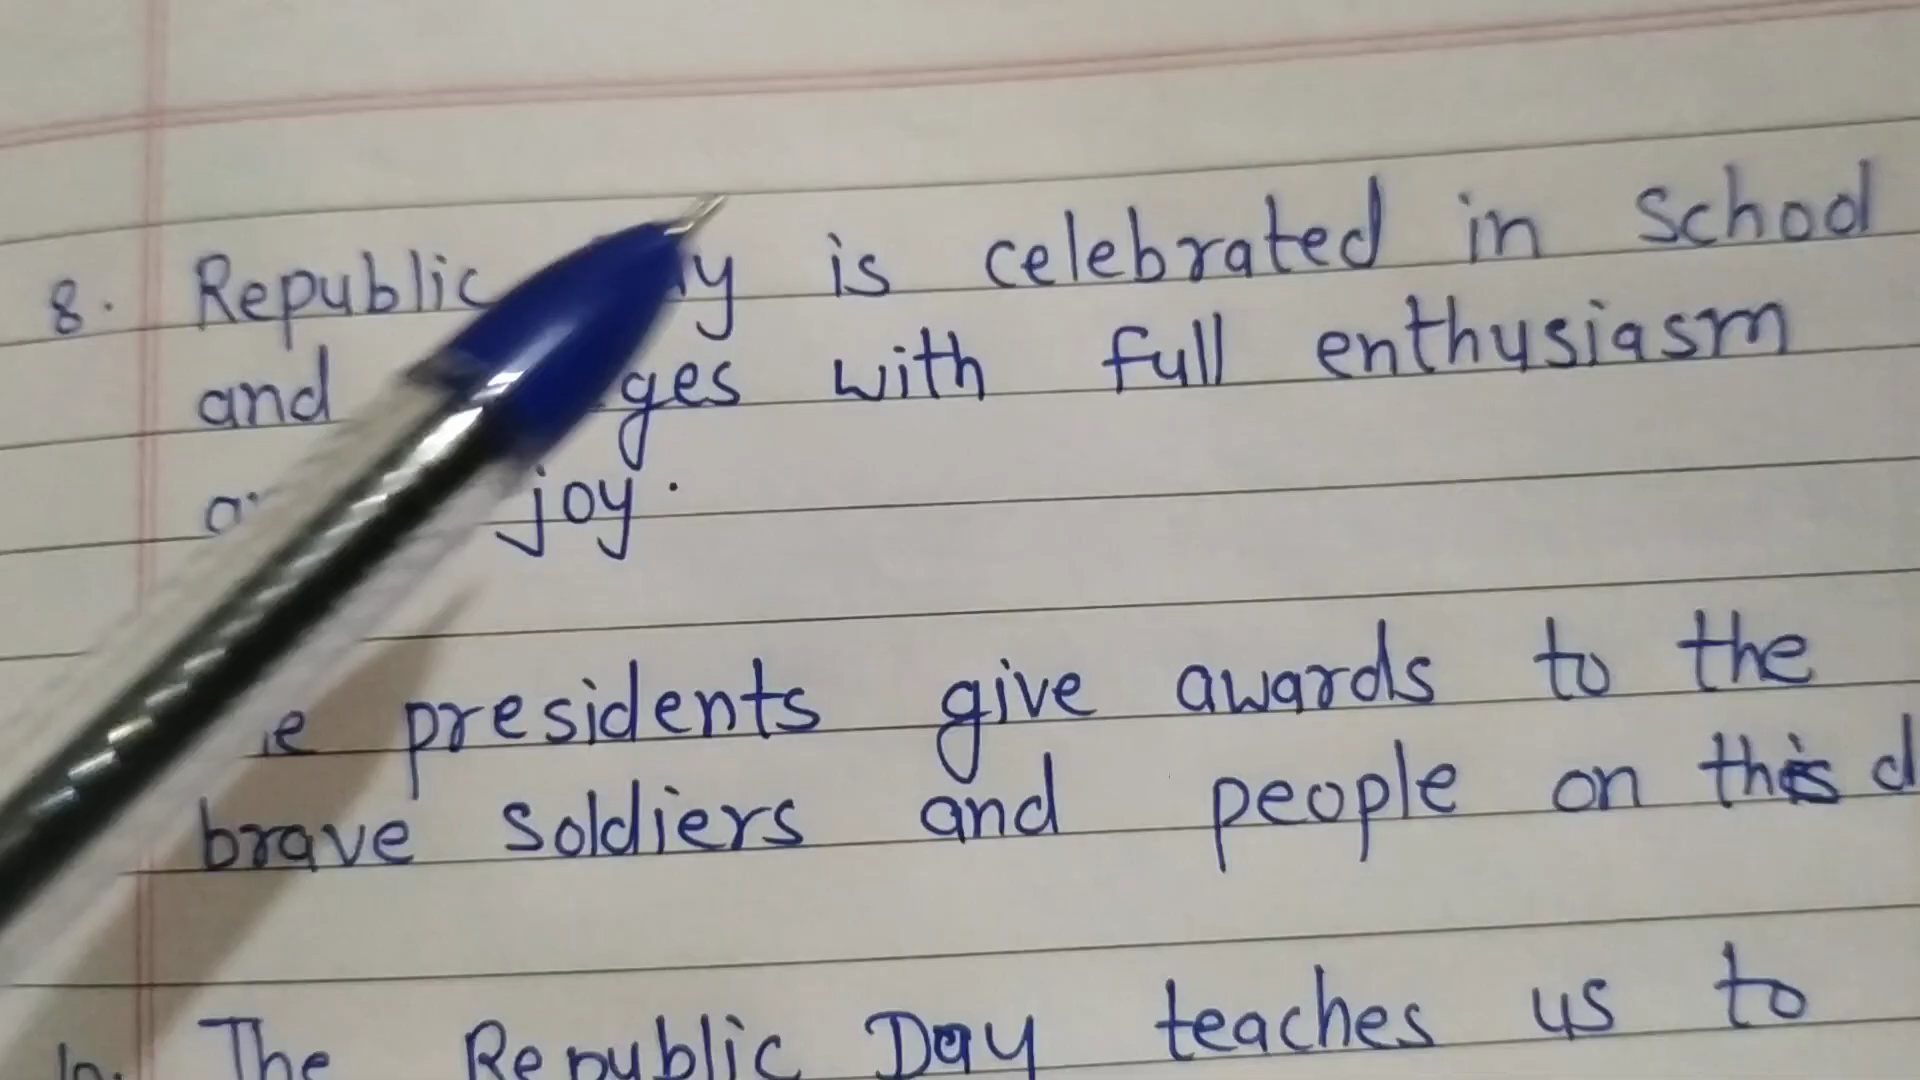 8. Republic is celebrated in School
and with full enthusiasm
joy.
presidents give awards to the
brave soldiers and people on this
10. The Republic Day teaches us to